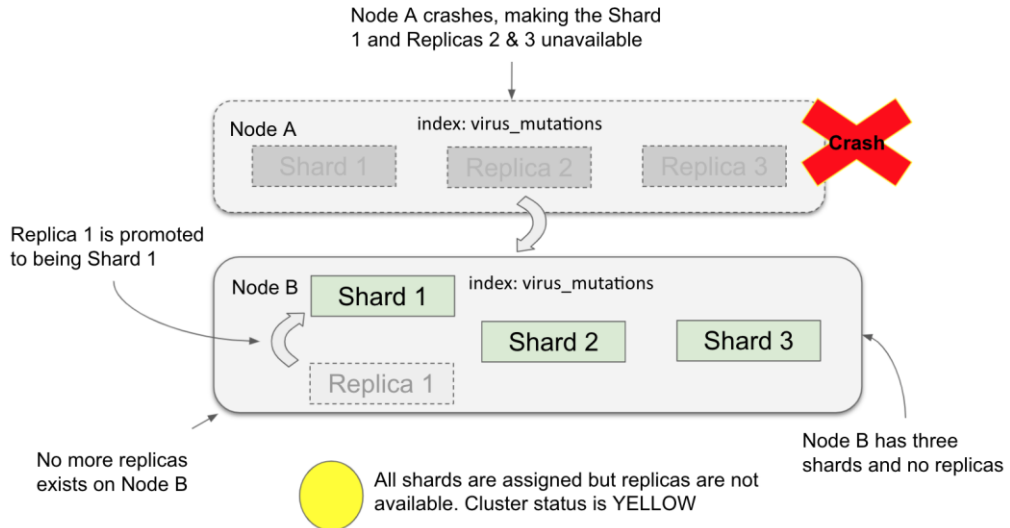 Node A crashes, making the Shard
1 and Replicas 2 & 3 unavailable
Node A
index: virus_mutations
Crash
Shard 1
Replica 2
Replica 3
Replica 1 is promoted
to being Shard 1
Node B
index: virus_mutations
Shard 1
Shard 2
Shard 3
Replica 1
No more replicas
exists on Node B
Node B has three
shards and no replicas
All shards are assigned but replicas are not
available. Cluster status is YELLOW